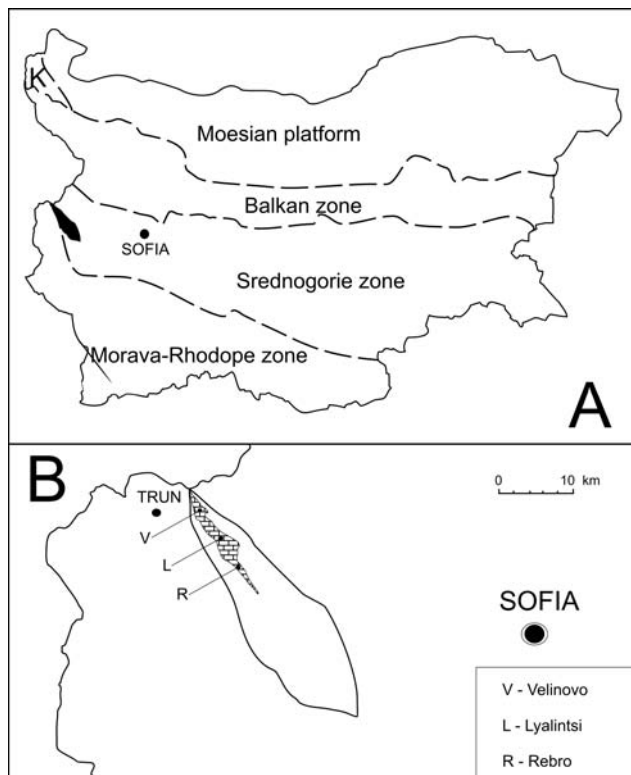 K
Moesian platform
Balkan zone
SOFIA
Srednogorie zone
Morava-Rhodope zone
A
B
TRUN
0 10 km
V
L
R
SOFIA
V - Velinovo
L - Lyalintsi
R - Rebro